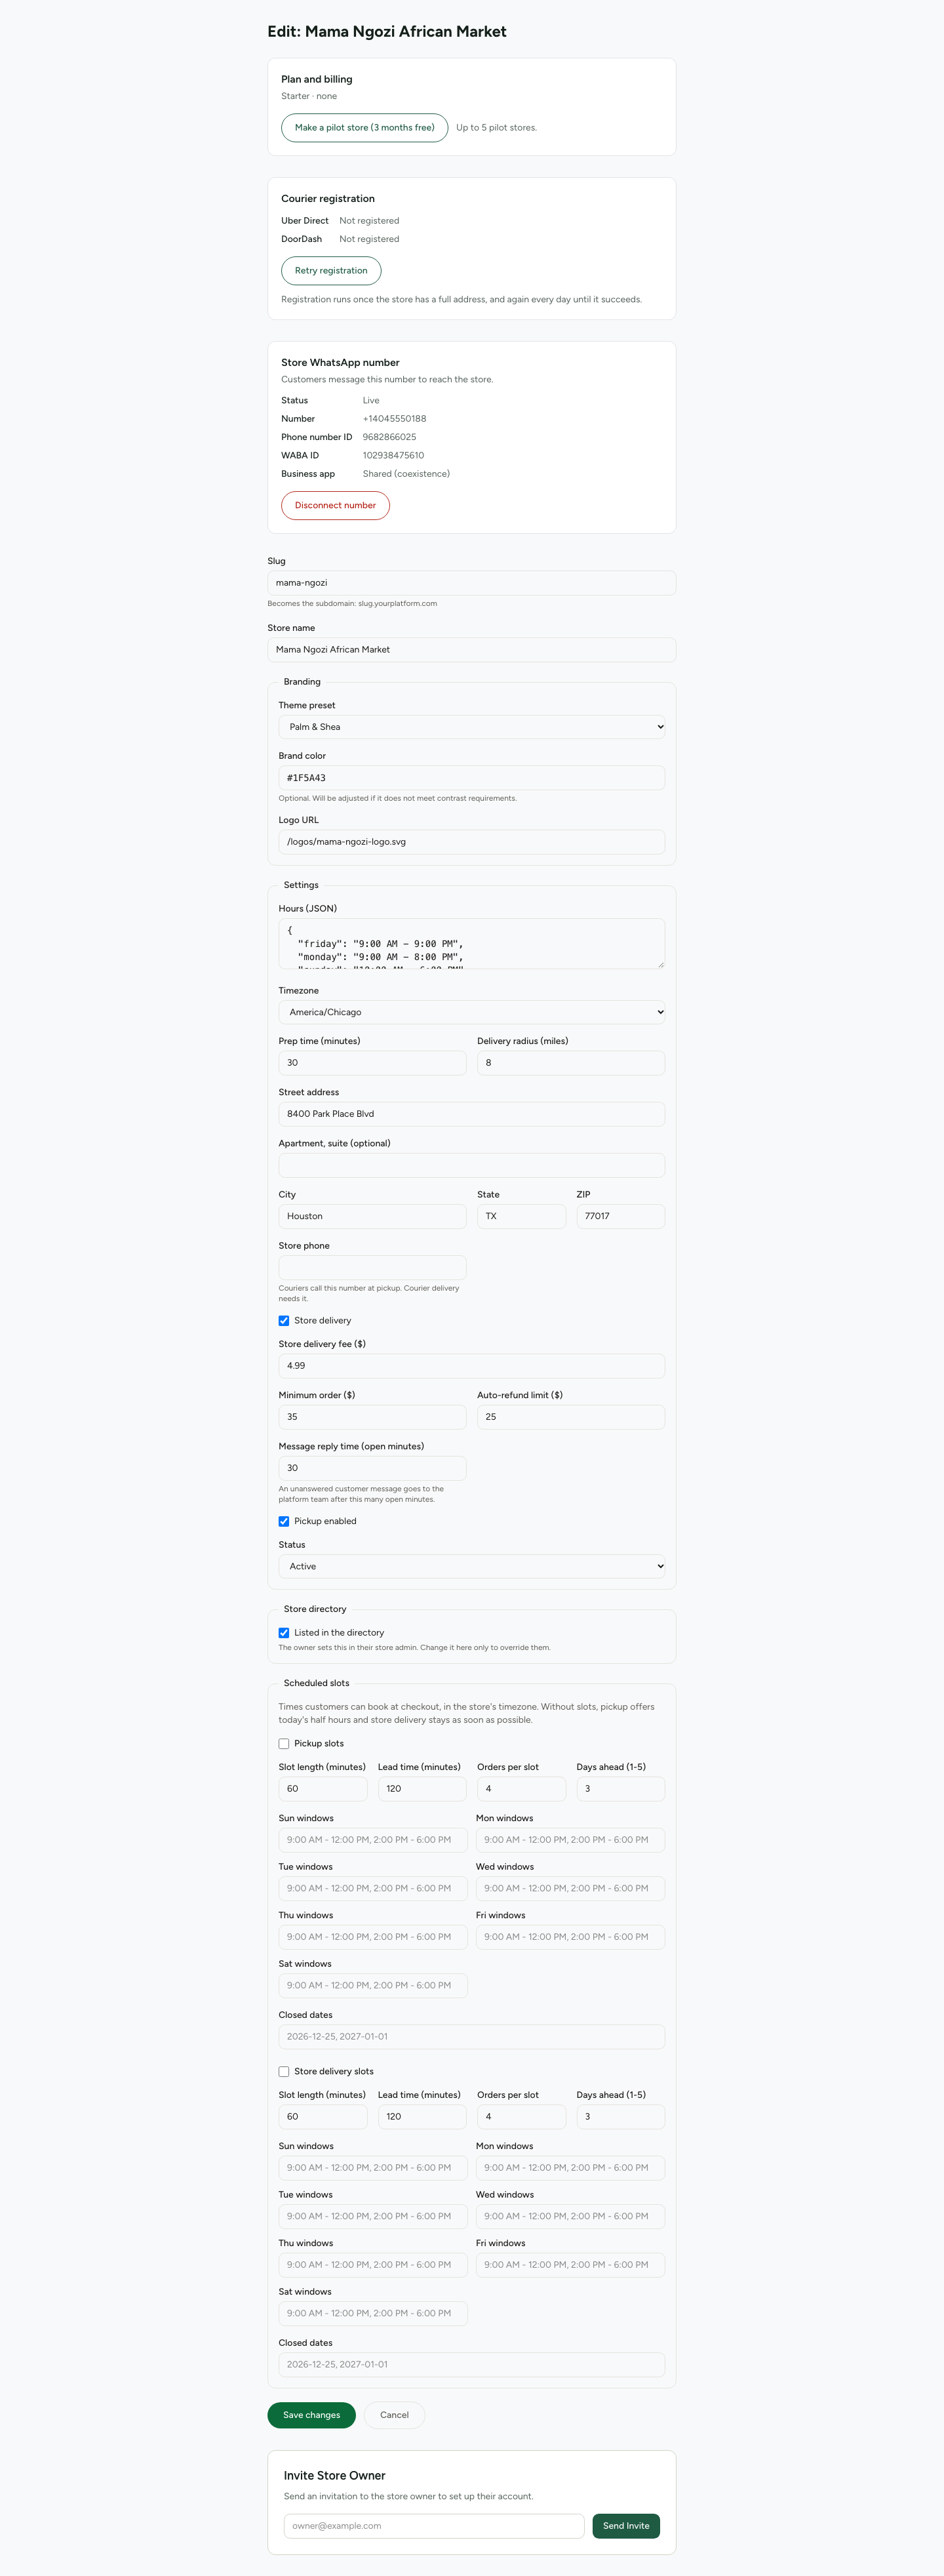 Edit: Mama Ngozi African Market
Plan and billing
Starter · none
Make a pilot store (3 months free)
Up to 5 pilot stores.
Courier registration
Uber Direct Not registered
DoorDash Not registered
Retry registration
Registration runs once the store has a full address, and again every day until it succeeds.
Store WhatsApp number
Customers message this number to reach the store.
Status Live
Number +14045550188
Phone number ID 9682866025
WABA ID 102938475610
Business app Shared (coexistence)
Disconnect number
Slug
mama-ngozi
Becomes the subdomain: slug.yourplatform.com
Store name
Mama Ngozi African Market
Branding
Theme preset
Palm & Shea
Brand color
#1F5A43
Optional. Will be adjusted if it does not meet contrast requirements.
Logo URL
/logos/mama-ngozi-logo.svg
Settings
Hours (JSON)
{
"friday": "9:00 AM - 9:00 PM",
"monday": "9:00 AM - 8:00 PM",
Timezone
America/Chicago
Prep time (minutes) Delivery radius (miles)
30 8
Street address
8400 Park Place Blvd
Apartment, suite (optional)
City State ZIP
Houston TX 77017
Store phone
Couriers call this number at pickup. Courier delivery
needs it.
Store delivery
Store delivery fee ($)
4.99
Minimum order ($) Auto-refund limit ($)
35 25
Message reply time (open minutes)
30
An unanswered customer message goes to the
platform team after this many open minutes.
Pickup enabled
Status
Active
Store directory
Listed in the directory
The owner sets this in their store admin. Change it here only to override them.
Scheduled slots
Times customers can book at checkout, in the store's timezone. Without slots, pickup offers
today's half hours and store delivery stays as soon as possible.
Pickup slots
Slot length (minutes) Lead time (minutes) Orders per slot Days ahead (1-5)
60 120 4 3
Sun windows Mon windows
9:00 AM - 12:00 PM, 2:00 PM - 6:00 PM 9:00 AM - 12:00 PM, 2:00 PM - 6:00 PM
Tue windows Wed windows
9:00 AM - 12:00 PM, 2:00 PM - 6:00 PM 9:00 AM - 12:00 PM, 2:00 PM - 6:00 PM
Thu windows Fri windows
9:00 AM - 12:00 PM, 2:00 PM - 6:00 PM 9:00 AM - 12:00 PM, 2:00 PM - 6:00 PM
Sat windows
9:00 AM - 12:00 PM, 2:00 PM - 6:00 PM
Closed dates
2026-12-25, 2027-01-01
Store delivery slots
Slot length (minutes) Lead time (minutes) Orders per slot Days ahead (1-5)
60 120 4 3
Sun windows Mon windows
9:00 AM - 12:00 PM, 2:00 PM - 6:00 PM 9:00 AM - 12:00 PM, 2:00 PM - 6:00 PM
Tue windows Wed windows
9:00 AM - 12:00 PM, 2:00 PM - 6:00 PM 9:00 AM - 12:00 PM, 2:00 PM - 6:00 PM
Thu windows Fri windows
9:00 AM - 12:00 PM, 2:00 PM - 6:00 PM 9:00 AM - 12:00 PM, 2:00 PM - 6:00 PM
Sat windows
9:00 AM - 12:00 PM, 2:00 PM - 6:00 PM
Closed dates
2026-12-25, 2027-01-01
Save changes Cancel
Invite Store Owner
Send an invitation to the store owner to set up their account.
owner@example.com Send Invite